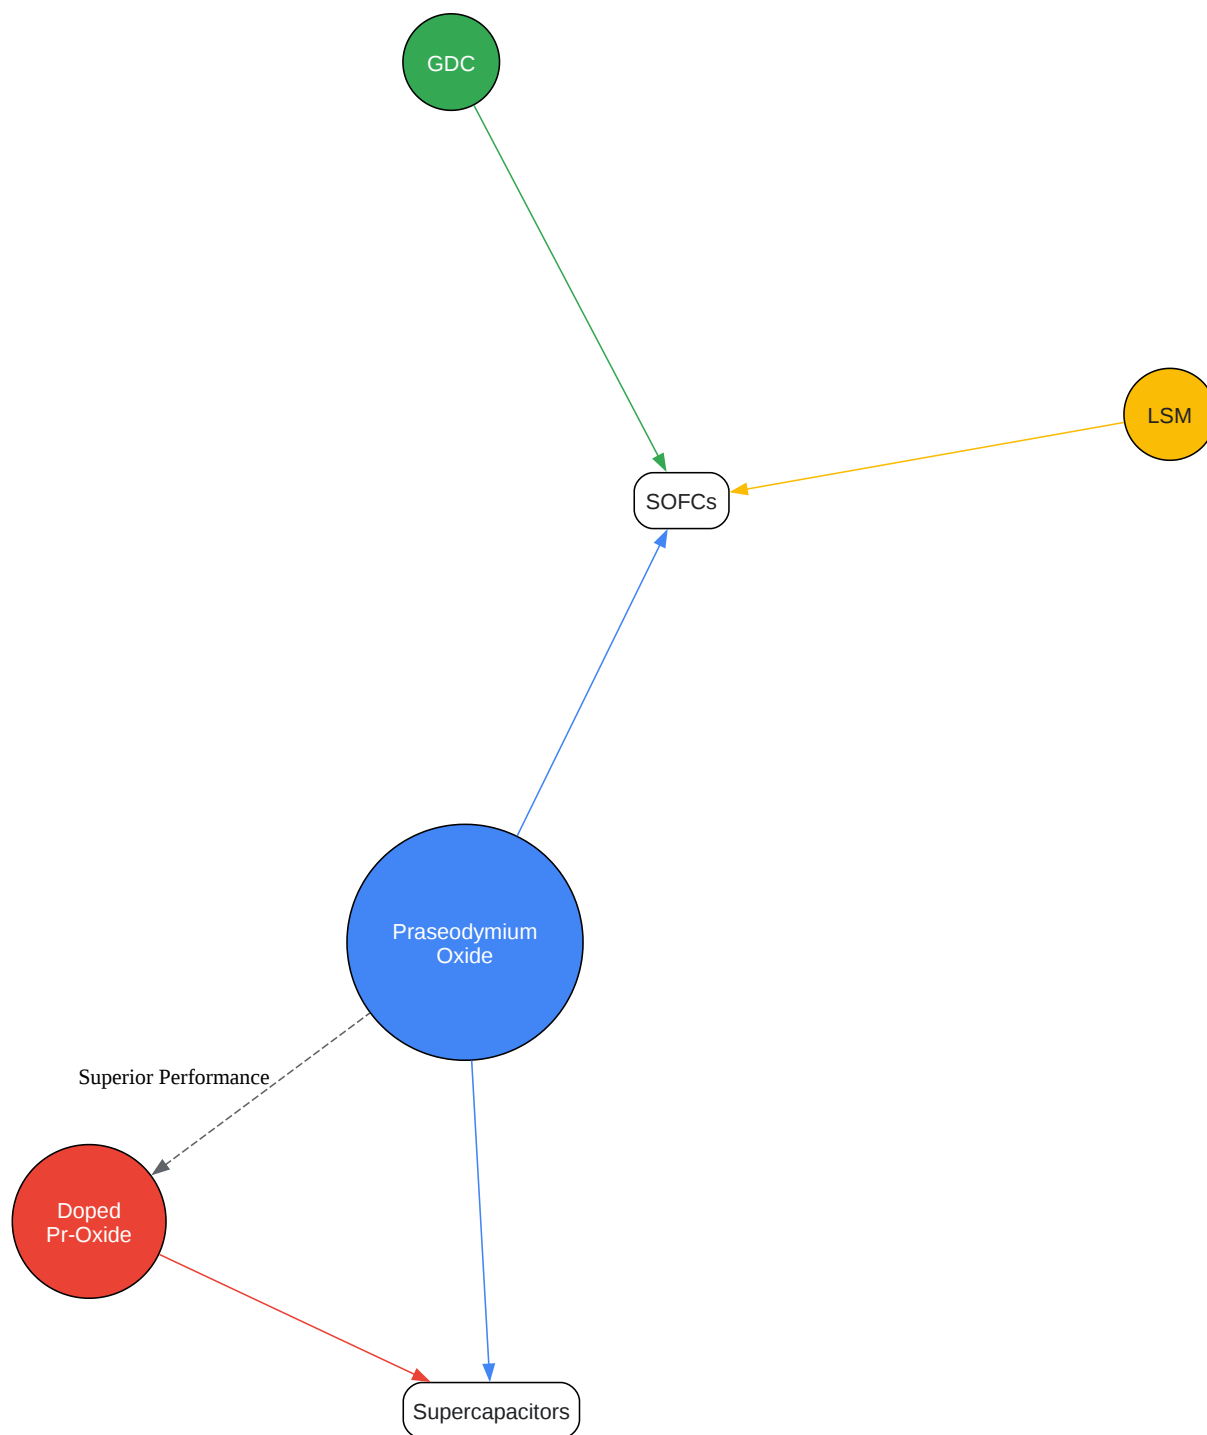 GDC
LSM
SOFCs
Praseodymium
Oxide
Superior Performance
Doped
Pr-Oxide
Supercapacitors